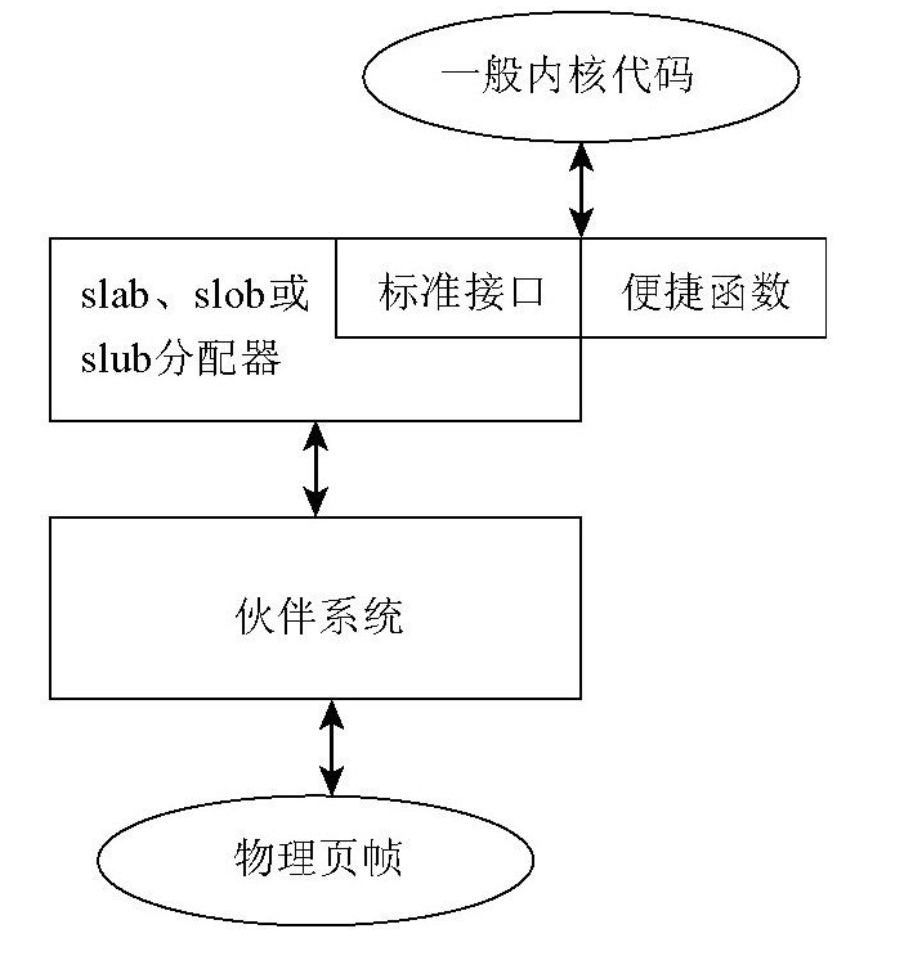 一般内核代码
slab、slob或
slub分配器
标准接口
便捷函数
伙伴系统
物理页帧